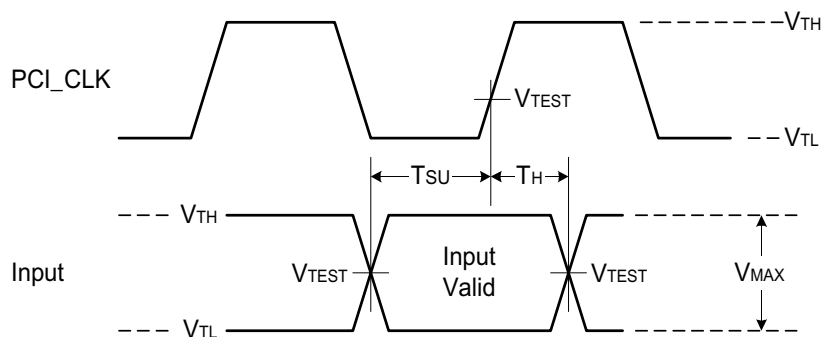 VTH
PCI_CLK
VTEST
VTL
TSU
TH
VTH
Input
Input
Valid
VTEST
VTEST
VMAX
VTL